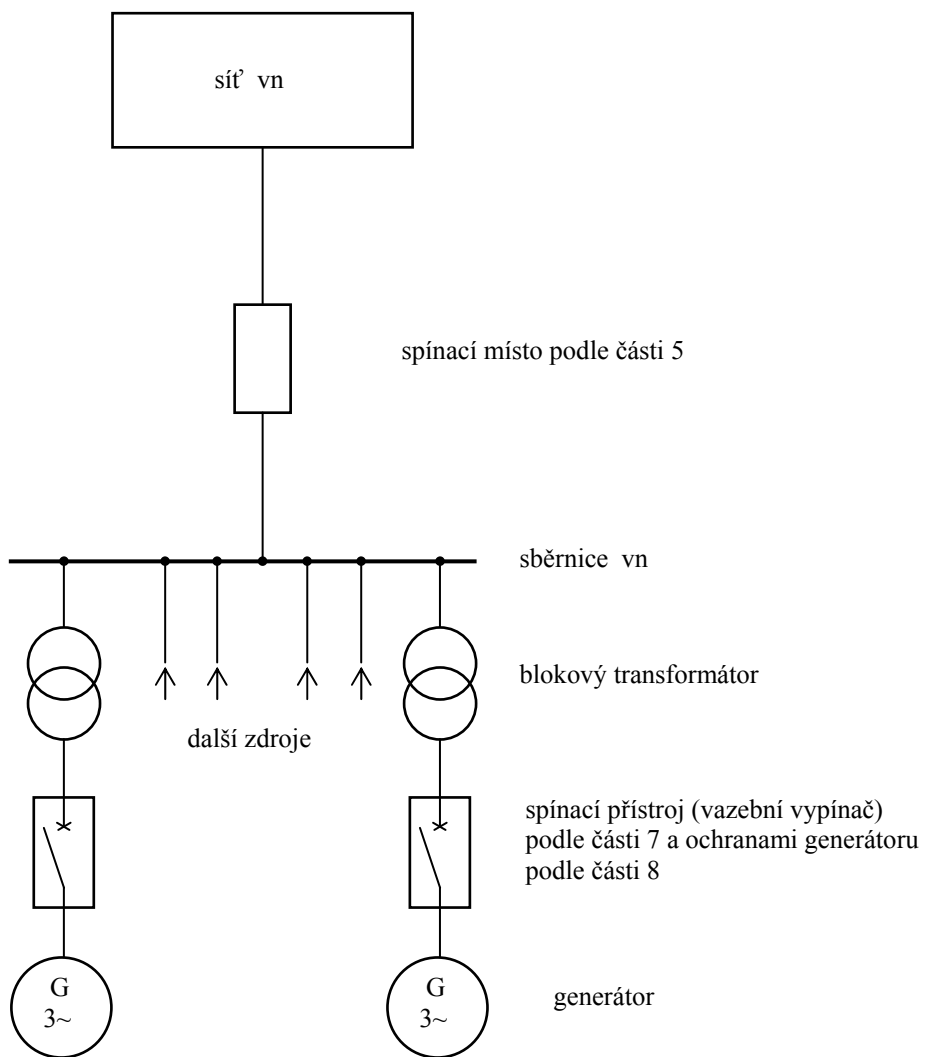 síť vn
spínací místo podle části 5
sběrnice vn
blokový transformátor
další zdroje
spínací přístroj (vazební vypínač)
podle části 7 a ochranami generátoru
podle části 8
G
3~
G
3~
generátor